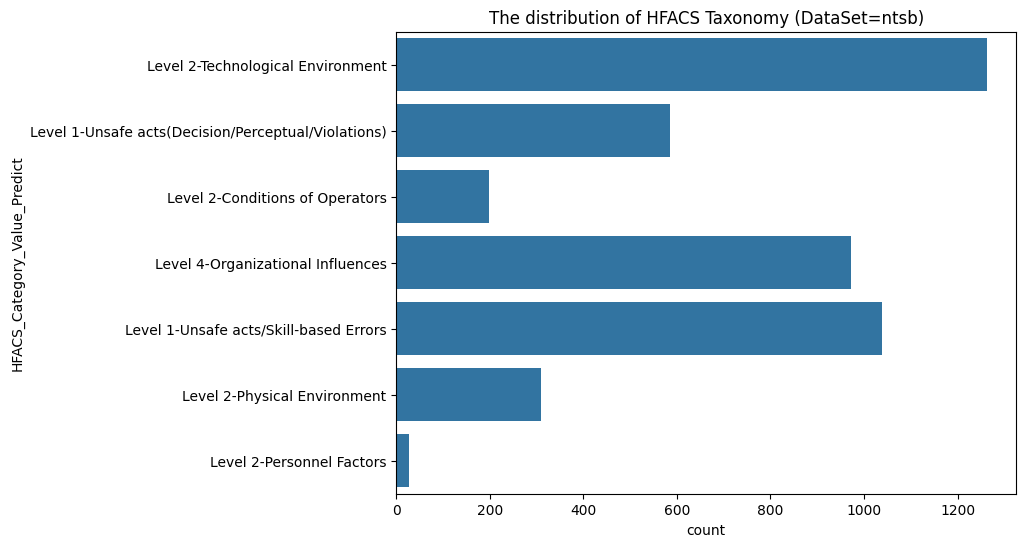 The distribution of HFACS Taxonomy (DataSet=ntsb)
HFACS_Category_Value_Predict
Level 2-Technological Environment
Level 1-Unsafe acts(Decision/Perceptual/Violations)
Level 2-Conditions of Operators
Level 4-Organizational Influences
Level 1-Unsafe acts/Skill-based Errors
Level 2-Physical Environment
Level 2-Personnel Factors
0 200 400 600 800 1000 1200
count